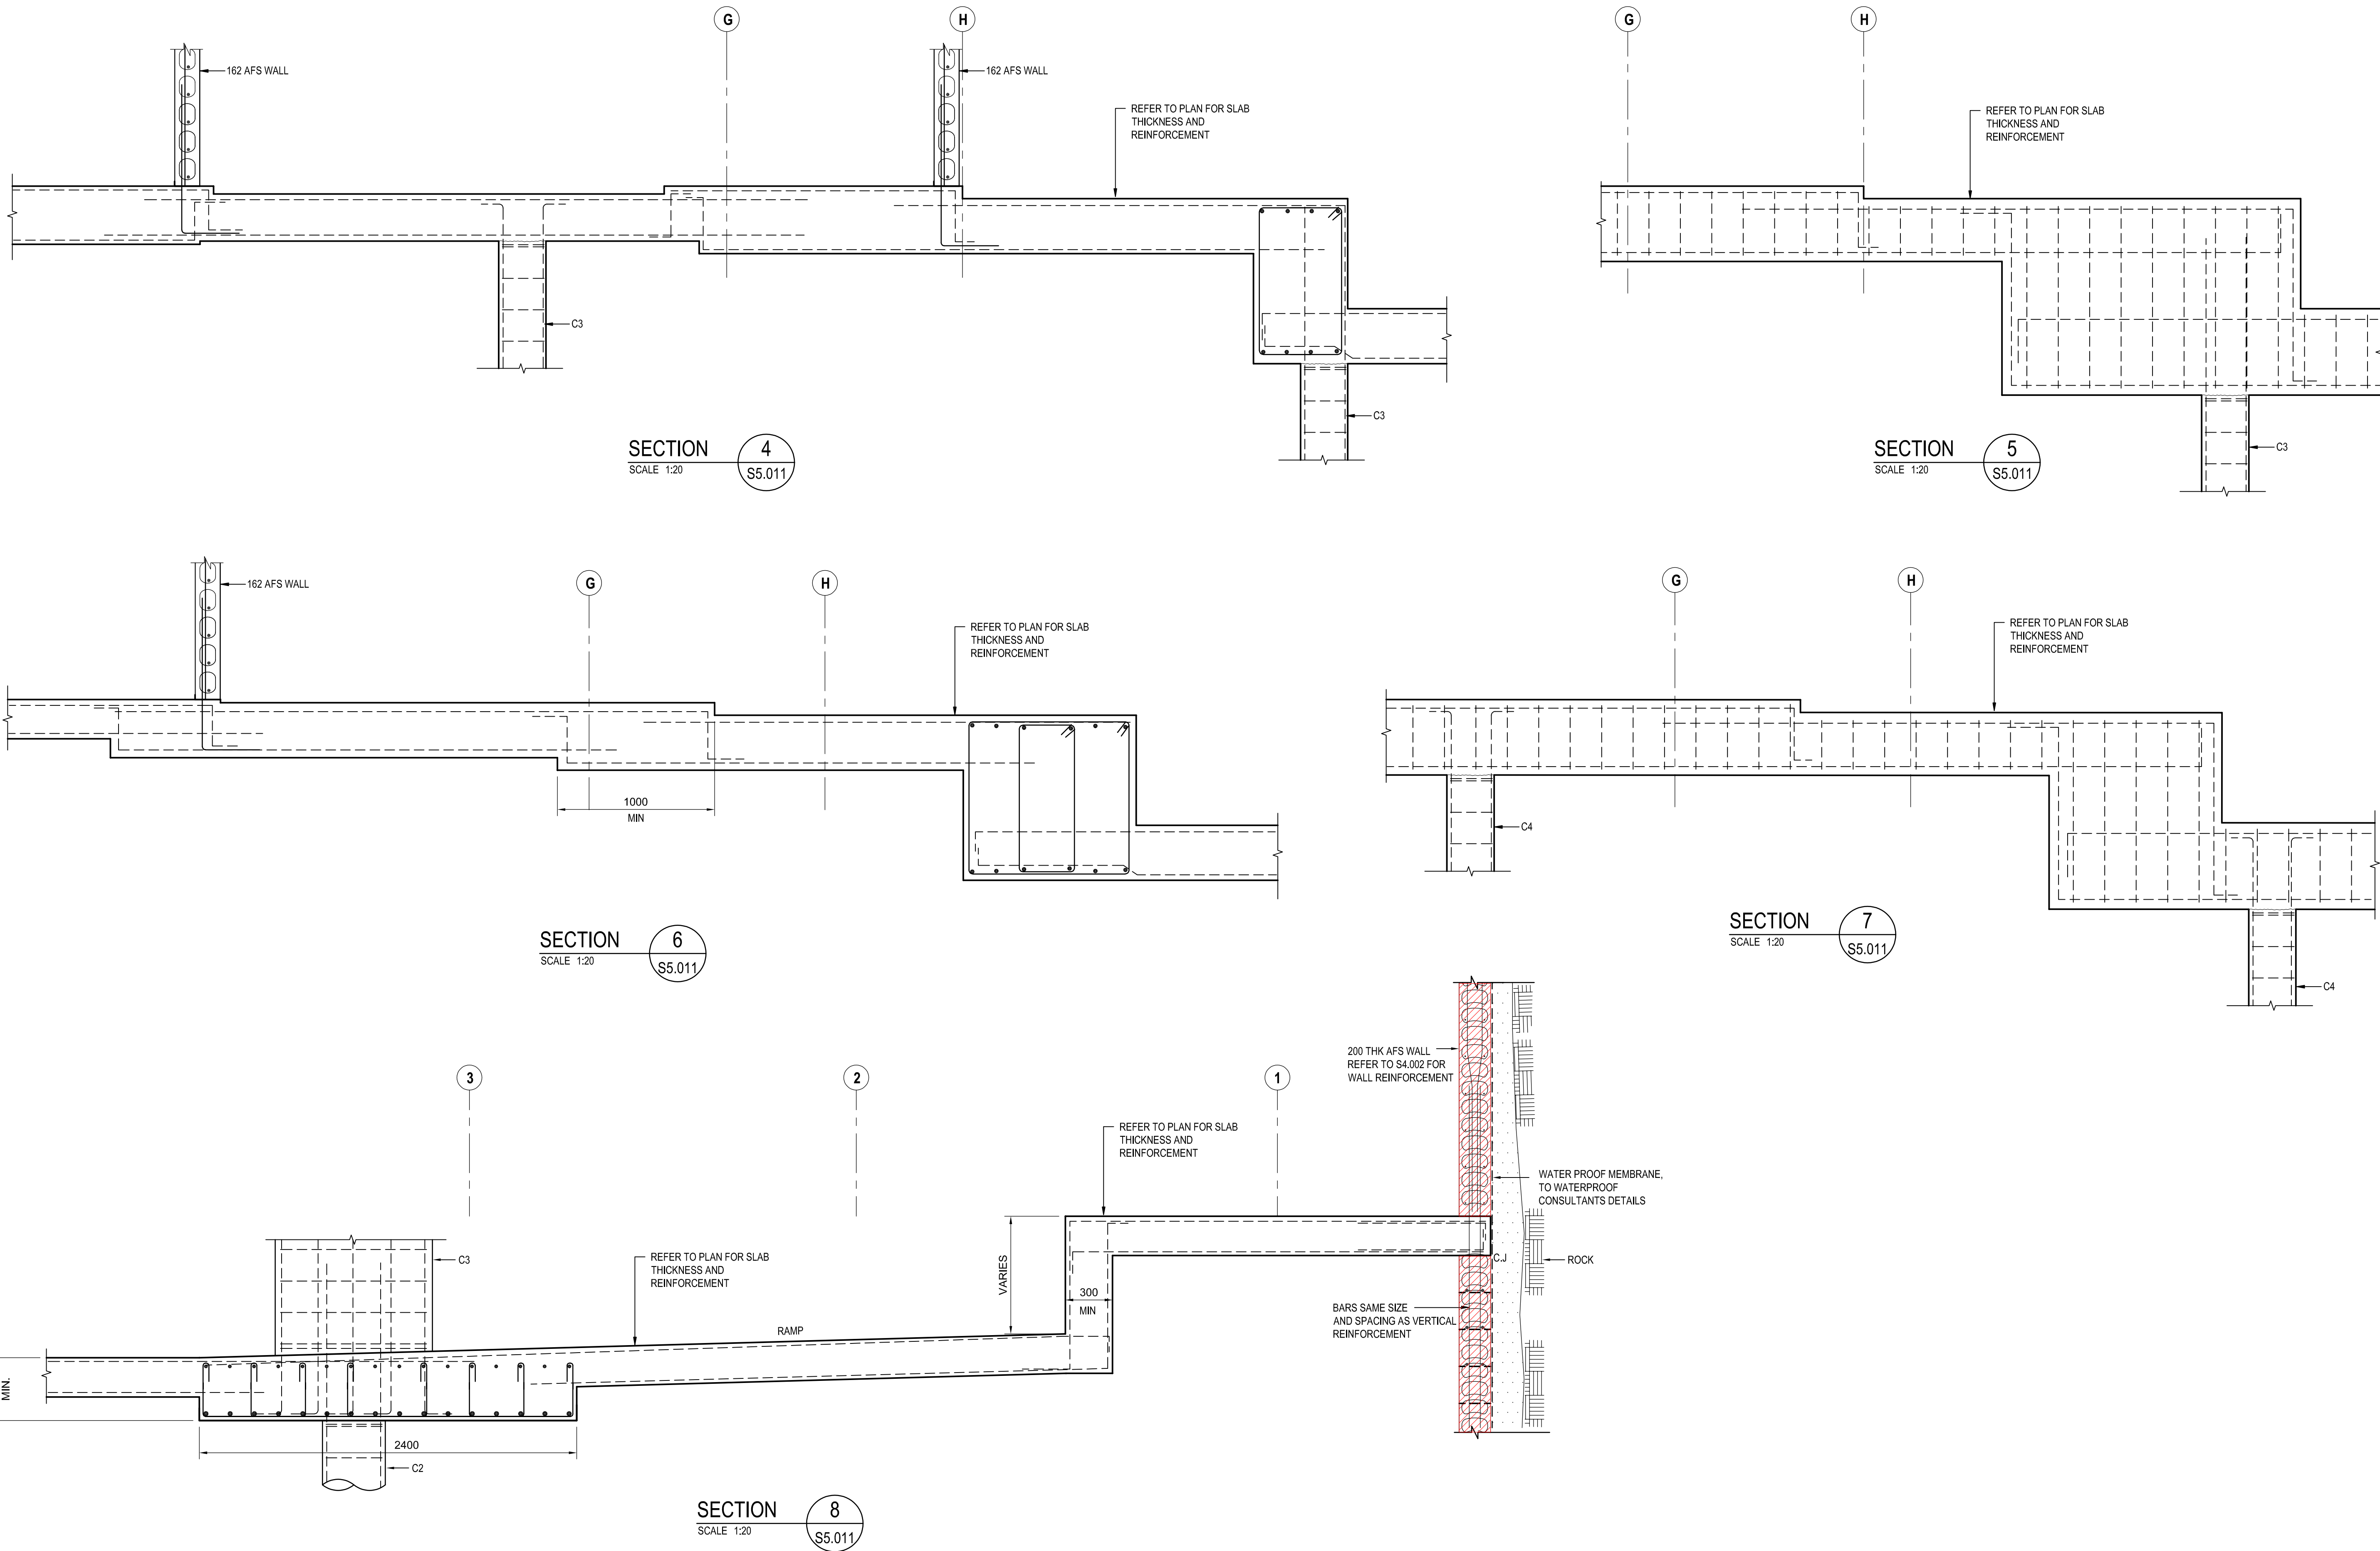 G
H
162 AFS WALL
162 AFS WALL
REFER TO PLAN FOR SLAB
THICKNESS AND
REINFORCEMENT
C3
C3
SECTION
SCALE 1:20
4
S5.011
G
H
REFER TO PLAN FOR SLAB
THICKNESS AND
REINFORCEMENT
C3
SECTION
SCALE 1:20
5
S5.011
162 AFS WALL
G
H
REFER TO PLAN FOR SLAB
THICKNESS AND
REINFORCEMENT
1000
MIN
SECTION
SCALE 1:20
6
S5.011
G
H
REFER TO PLAN FOR SLAB
THICKNESS AND
REINFORCEMENT
C4
C4
SECTION
SCALE 1:20
7
S5.011
3
2
1
200 THK AFS WALL
REFER TO S4.002 FOR
WALL REINFORCEMENT
REFER TO PLAN FOR SLAB
THICKNESS AND
REINFORCEMENT
WATER PROOF MEMBRANE,
TO WATERPROOF
CONSULTANTS DETAILS
C3
REFER TO PLAN FOR SLAB
THICKNESS AND
REINFORCEMENT
VARIES
C.J
ROCK
300
MIN
BARS SAME SIZE
AND SPACING AS VERTICAL
REINFORCEMENT
RAMP
MIN.
2400
C2
SECTION
SCALE 1:20
8
S5.011